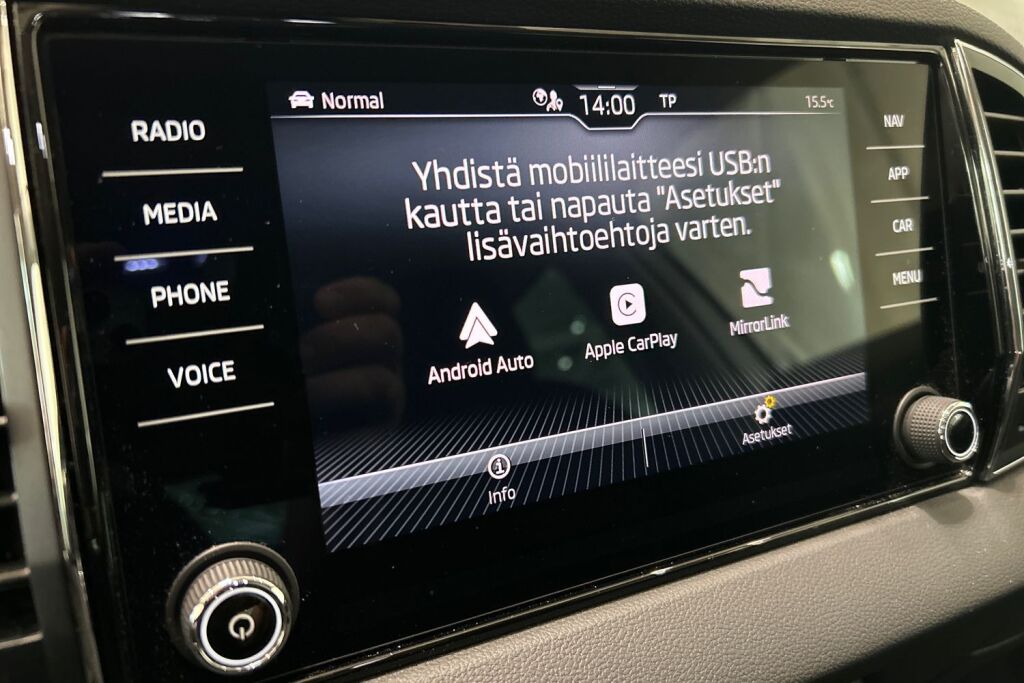 Normal
14:00
TP
15.5°C
RADIO
MEDIA
PHONE
VOICE
Yhdistä mobiililaitteesi USB:n
kautta tai napauta "Asetukset"
lisävaihtoehtoja varten.
Android Auto
Apple CarPlay
MirrorLink
Info
Asetukset
NAV
APP
CAR
MENU